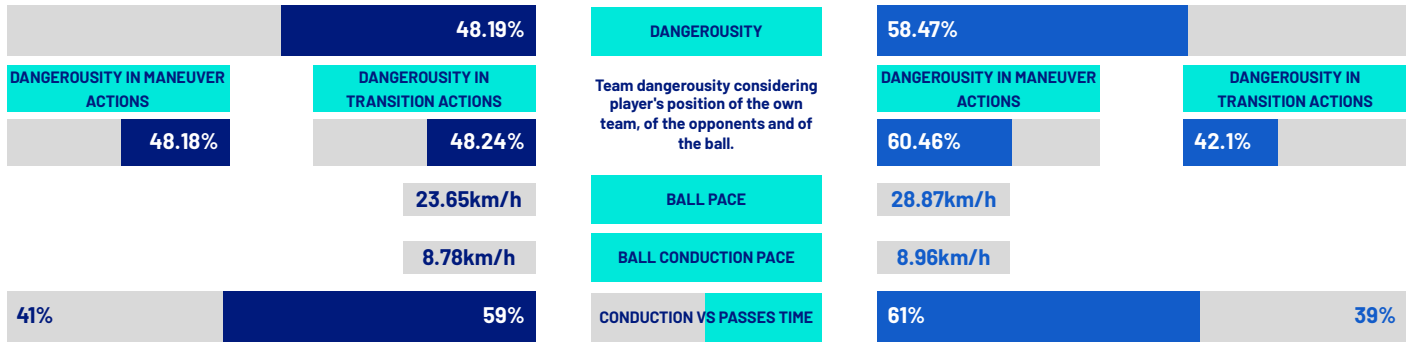 48.19%
DANGEROUSITY
58.47%
DANGEROUSITY IN MANEUVER
ACTIONS
DANGEROUSITY IN
TRANSITION ACTIONS
Team dangerousity considering
player's position of the own
team, of the opponents and of
the ball.
DANGEROUSITY IN MANEUVER
ACTIONS
DANGEROUSITY IN
TRANSITION ACTIONS
48.18%
48.24%
60.46%
42.1%
23.65km/h
BALL PACE
28.87km/h
8.78km/h
BALL CONDUCTION PACE
8.96km/h
41%
59%
CONDUCTION VS PASSES TIME
61%
39%